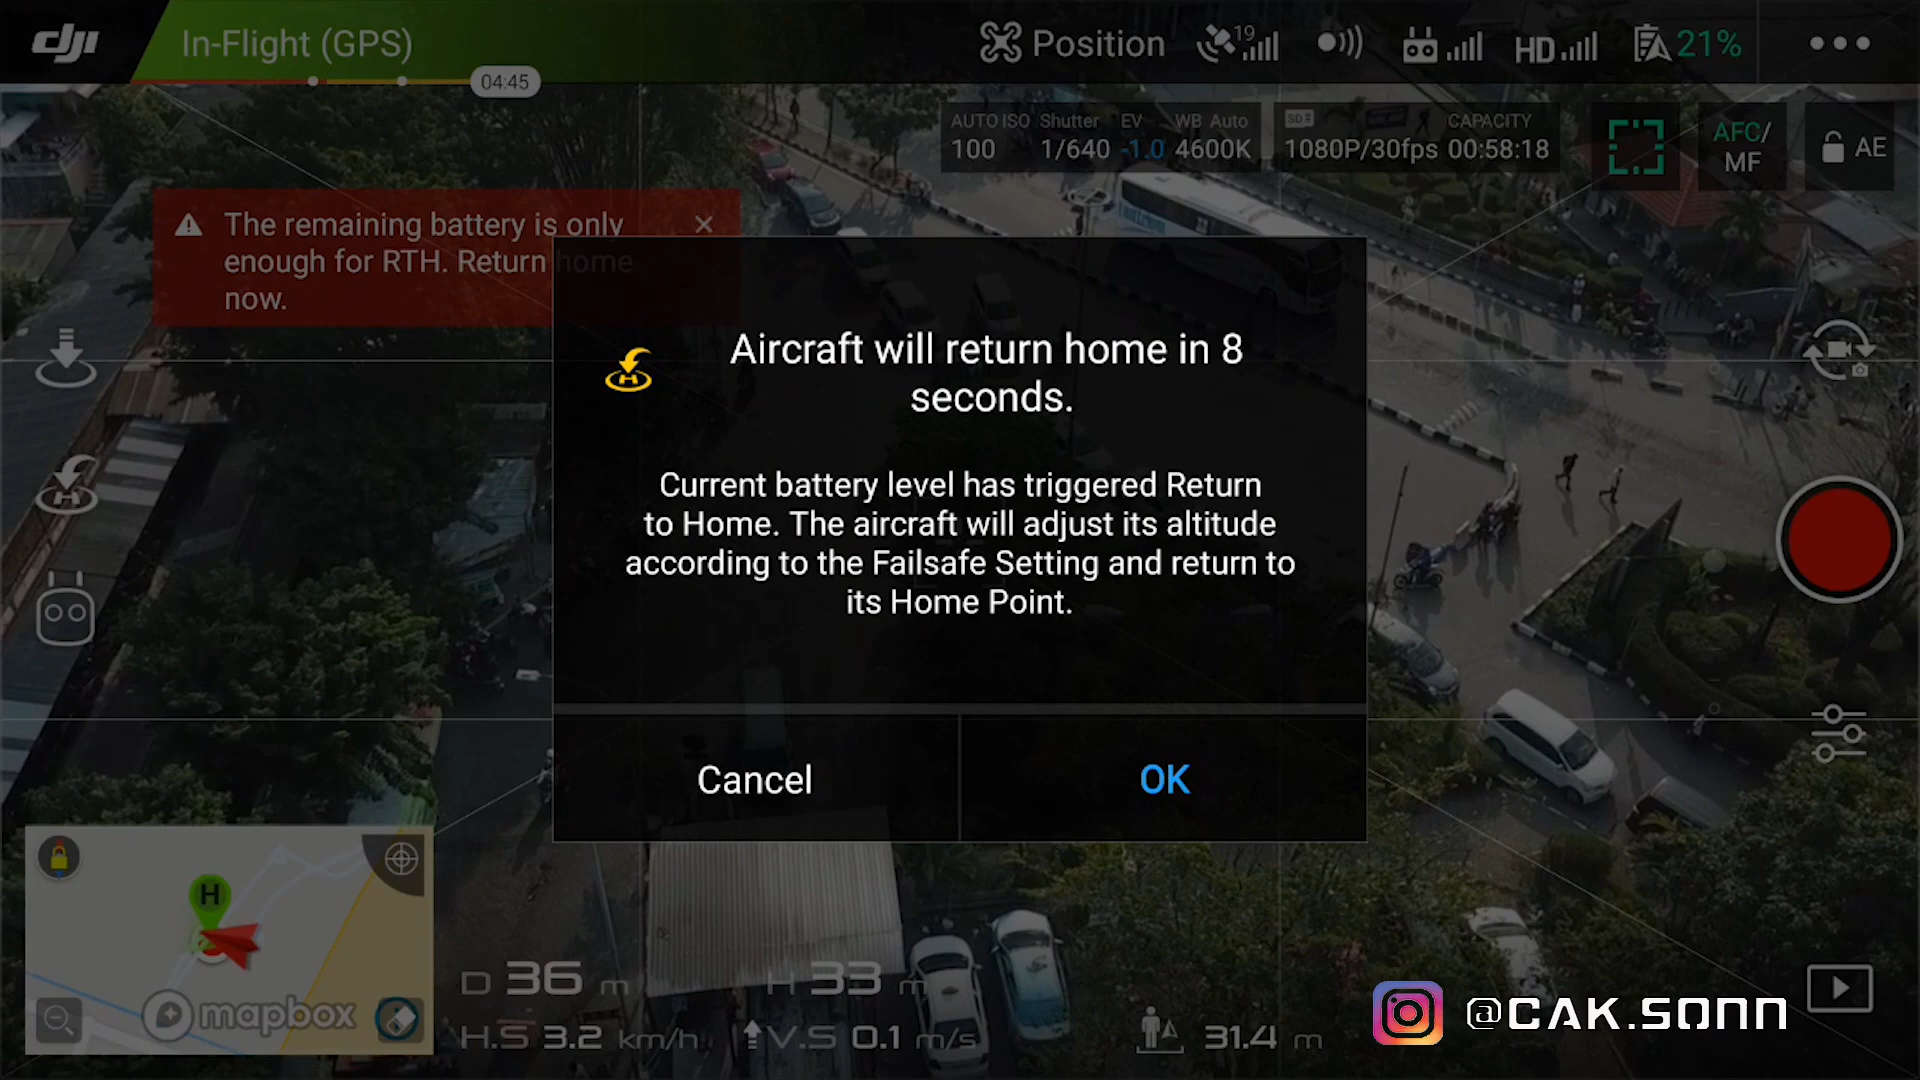 dji
In-Flight (GPS)
Position
19
HD
21%
04:45
AUTO ISO Shutter EV WB Auto
100 1/640 -1.0 4600K
SD CAPACITY
1080P/30fps 00:58:18
AFC/
MF
AE
The remaining battery is only
enough for RTH. Return home
now.
Aircraft will return home in 8
seconds.
Current battery level has triggered Return
to Home. The aircraft will adjust its altitude
according to the Failsafe Setting and return to
its Home Point.
Cancel
OK
H
mapbox
D 36 m
H 33 m
H.S 3.2 km/h
V.S 0.1 m/s
31.4 m
@CAK.SONN